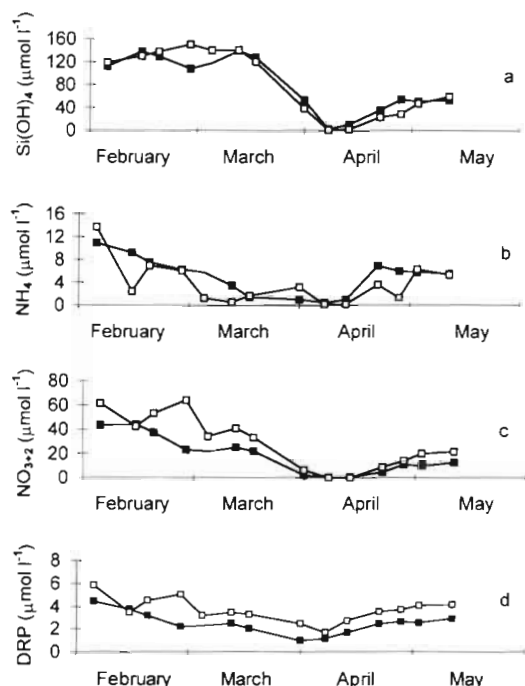 160
120
80
40
0
Si(OH)₄ (μmol l⁻¹)
a
February March April May
16
12
8
4
0
NH₄ (μmol l⁻¹)
b
February March April May
80
60
40
20
0
NO₃₊₂ (μmol l⁻¹)
c
February March April May
8
6
4
2
0
DRP (μmol l⁻¹)
d
February March April May